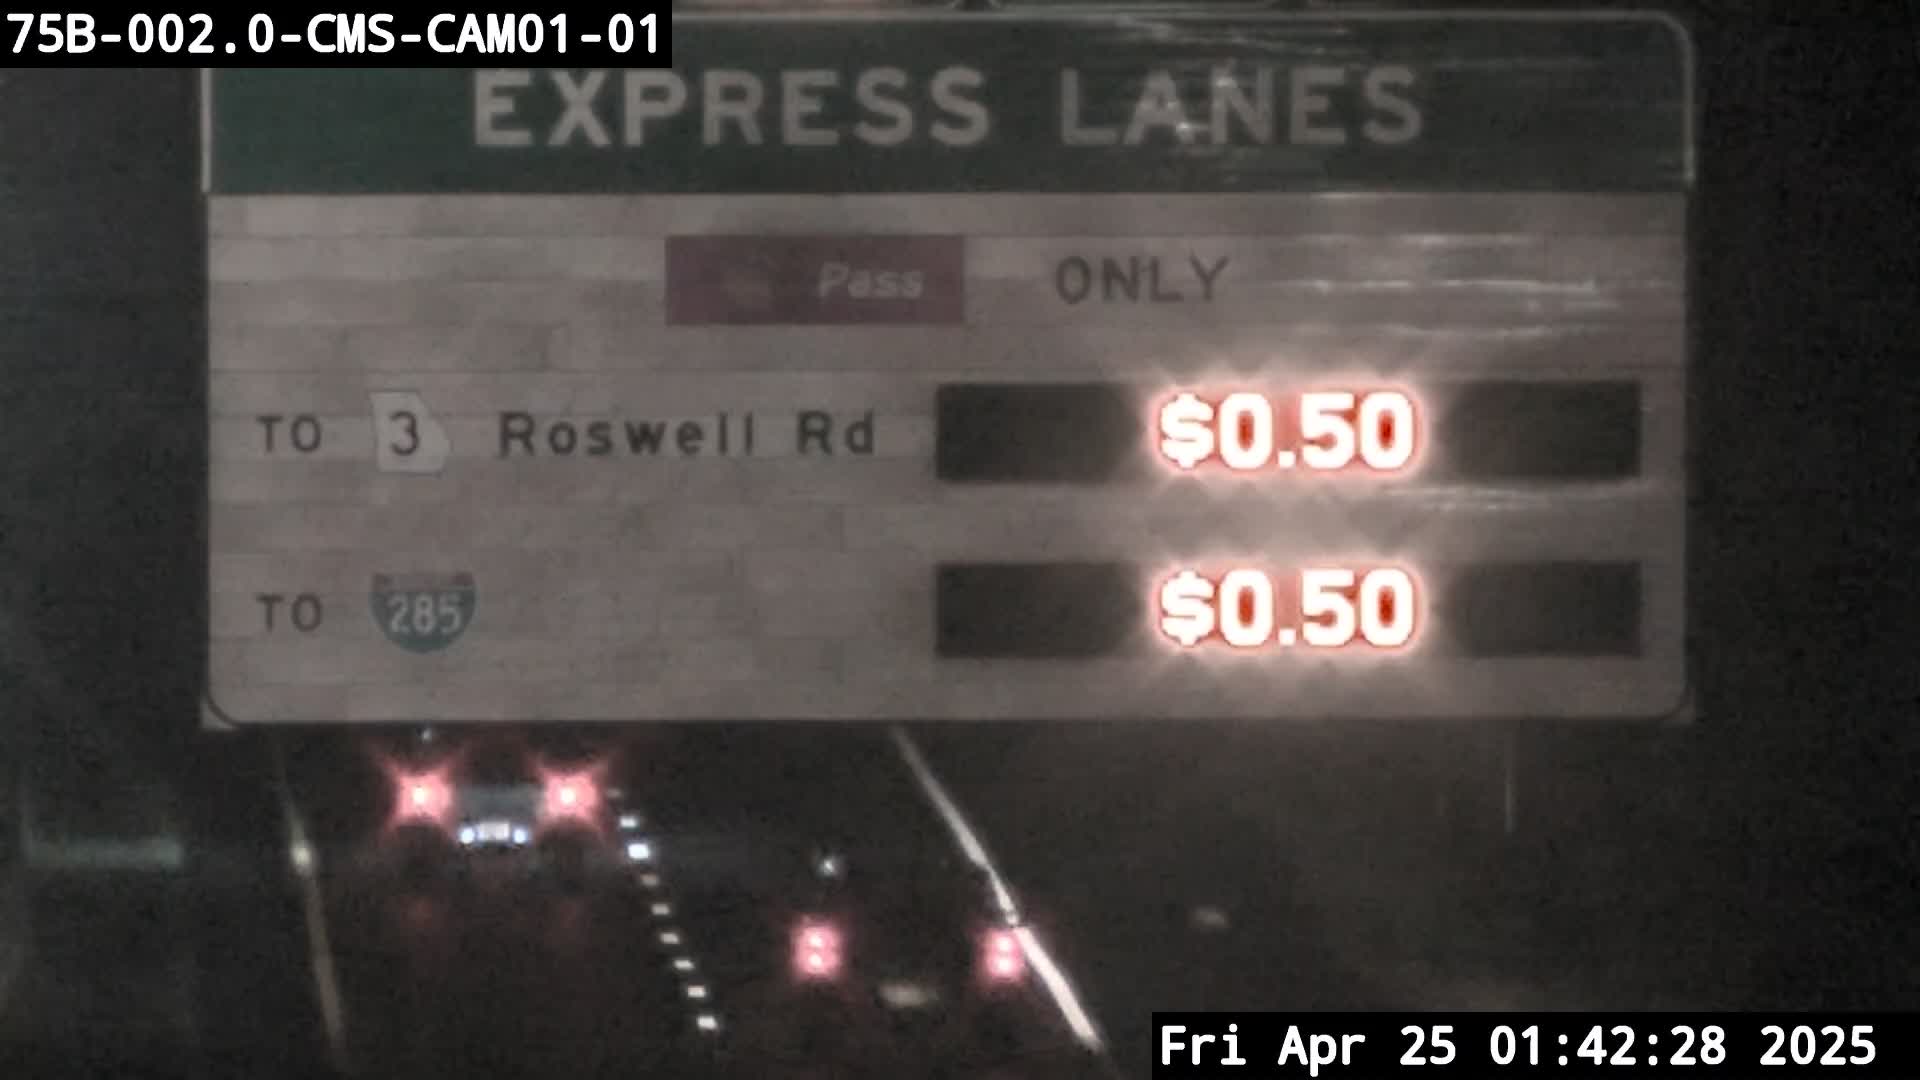 75B-002.0-CMS-CAM01-01
EXPRESS LANES
Pass ONLY
TO 3 Roswell Rd $0.50
TO 285 $0.50
Fri Apr 25 01:42:28 2025